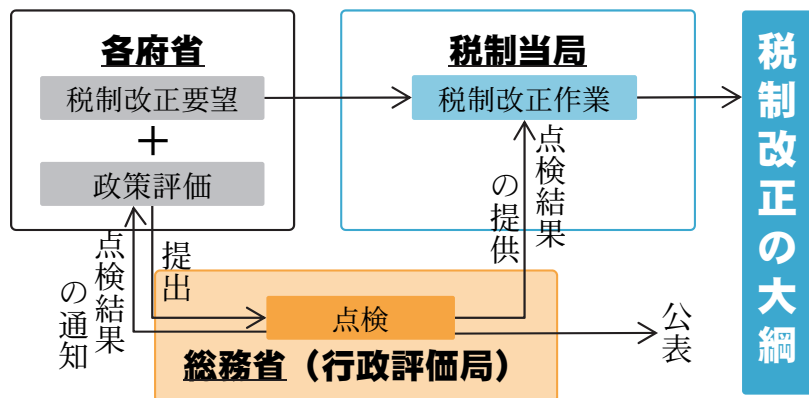 各府省
税制改正要望
+
政策評価
税制当局
税制改正作業
税制改正の大綱
点検結果
の提供
提出
点検結果
の通知
点検
公表
総務省（行政評価局）